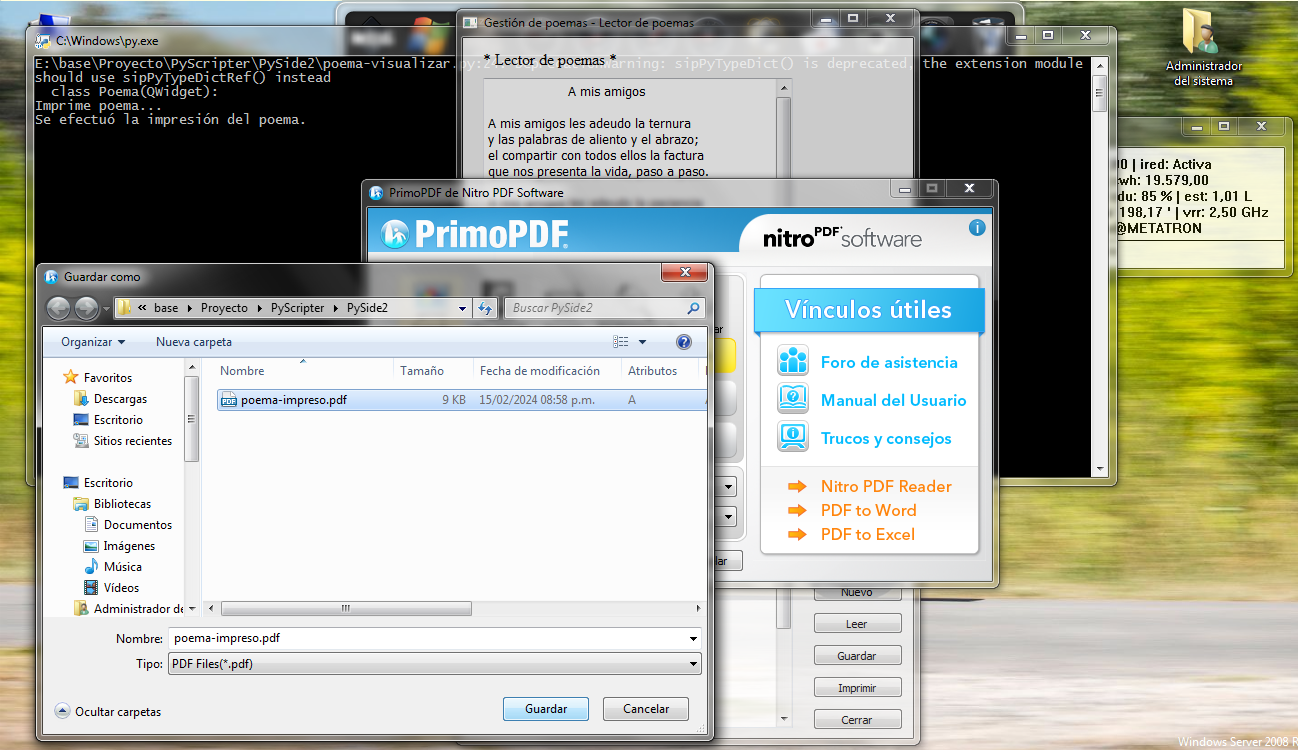 Gestión de poemas - Lector de poemas
C:\Windows\py.exe
E:\base\Proyecto\PyScripter\PySide2\poema-visualizar.py: Warning: sipPyTypeDict() is deprecated, the extension module
should use sipPyTypeDictRef() instead
class Poema(QWidget):
Imprime poema...
Se efectuó la impresión del poema.
* Lector de poemas *
A mis amigos
A mis amigos les adeudo la ternura
y las palabras de aliento y el abrazo;
el compartir con todos ellos la factura
que nos presenta la vida, paso a paso.
Administrador
del sistema
00 | ired: Activa
wh: 19.579,00
du: 85 % | est: 1,01 L
198,17 ' | vrr: 2,50 GHz
@METATRON
PrimoPDF de Nitro PDF Software
PrimoPDF®
nitroPDF® software
Vínculos útiles
Foro de asistencia
Manual del Usuario
Trucos y consejos
Nitro PDF Reader
PDF to Word
PDF to Excel
ar
lar
Guardar como
« base Proyecto PyScripter PySide2
Buscar PySide2
Organizar
Nueva carpeta
Favoritos
Descargas
Escritorio
Sitios recientes
Escritorio
Bibliotecas
Documentos
Imágenes
Música
Vídeos
Administrador de
Nombre Tamaño Fecha de modificación Atributos
poema-impreso.pdf 9 KB 15/02/2024 08:58 p.m. A
Nombre: poema-impreso.pdf
Tipo: PDF Files(*.pdf)
Ocultar carpetas
Guardar
Cancelar
Nuevo
Leer
Guardar
Imprimir
Cerrar
Windows Server 2008 R